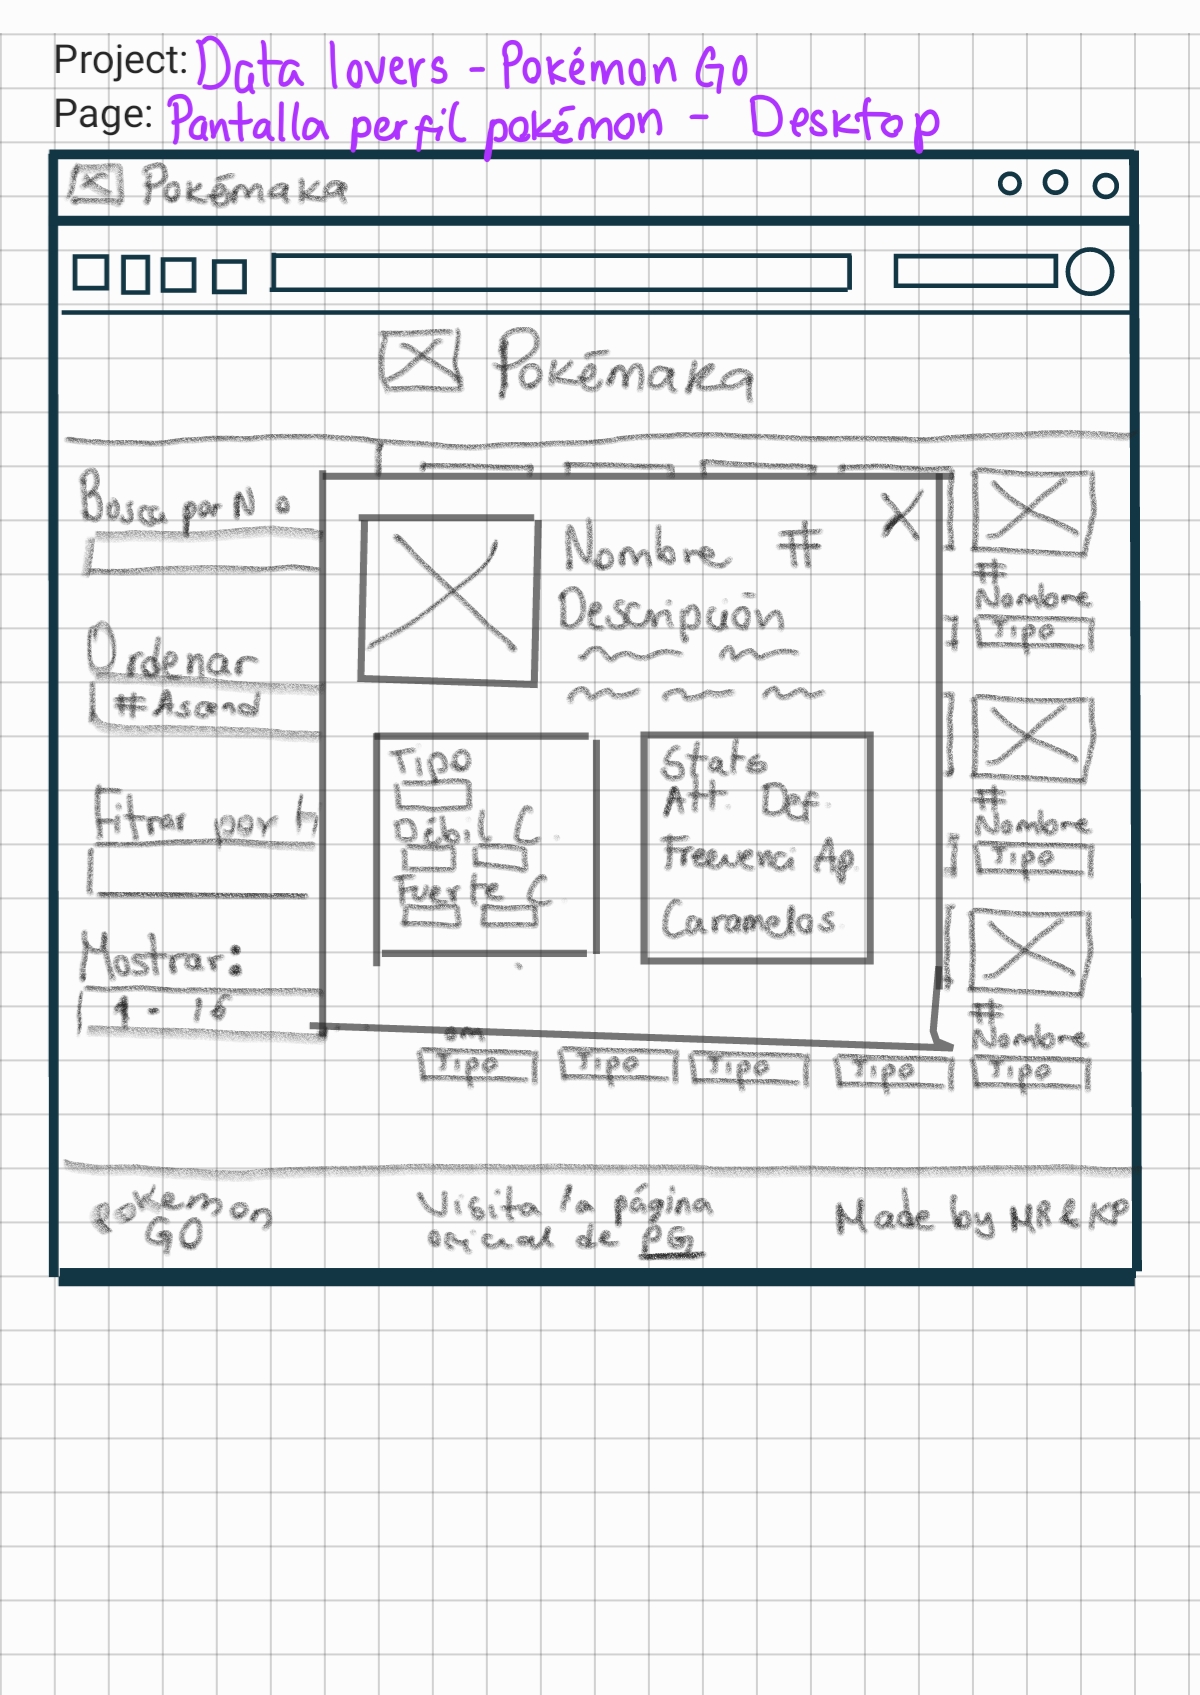 Project: Data lovers - Pokémon GO
Page: Pantalla perfil pokémon - Desktop
Pokémaka
Pokémaka
Busca por N o
Ordenar
#Ascend
Filtrar por
Mostrar:
1 - 16
Nombre #
Descripción
Tipo
Débil C
Fuerte C
Stats
Att Def
Frecuenci Ap.
Caramelos
#
Nombre
Tipo
#
Nombre
Tipo
#
Nombre
Tipo Tipo Tipo Tipo Tipo
pokemon
GO
Visita la página
oficial de PG
Made by MR & KP